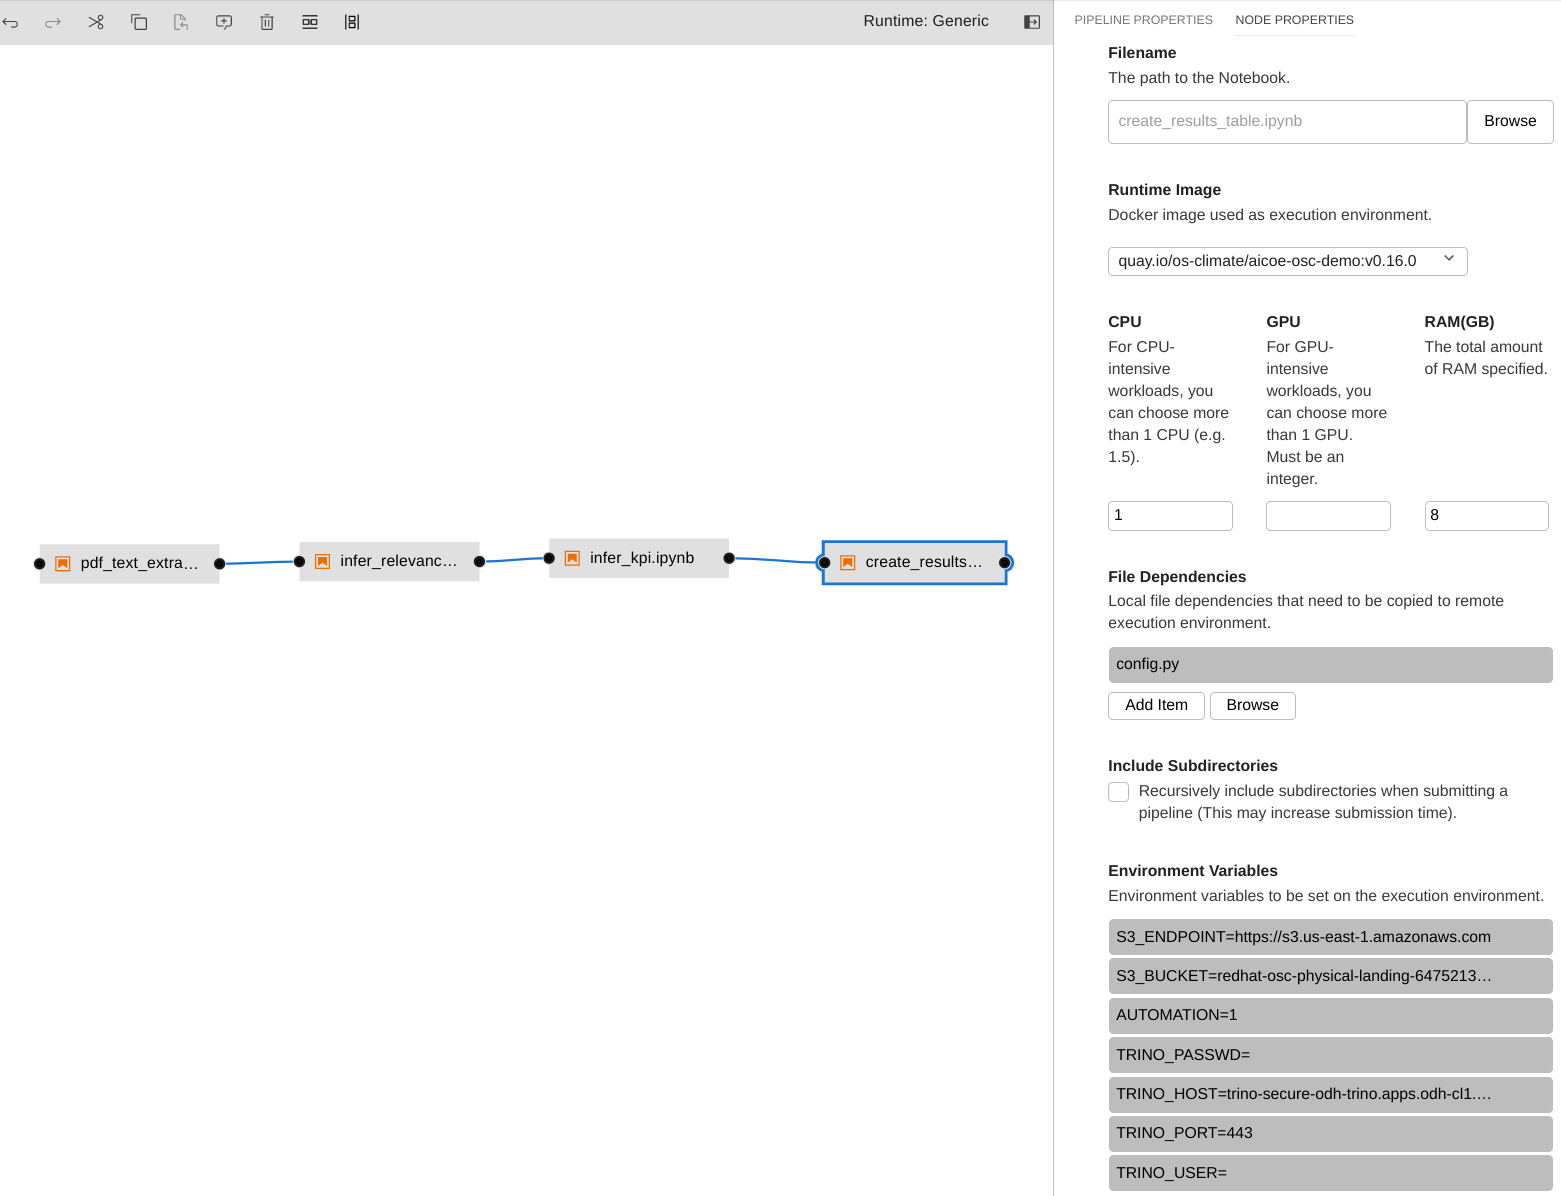 Runtime: Generic
PIPELINE PROPERTIES NODE PROPERTIES
pdf_text_extra…
infer_relevanc…
infer_kpi.ipynb
create_results…
Filename
The path to the Notebook.
create_results_table.ipynb
Browse
Runtime Image
Docker image used as execution environment.
quay.io/os-climate/aicoe-osc-demo:v0.16.0
CPU
For CPU-
intensive
workloads, you
can choose more
than 1 CPU (e.g.
1.5).
1
GPU
For GPU-
intensive
workloads, you
can choose more
than 1 GPU.
Must be an
integer.
RAM(GB)
The total amount
of RAM specified.
8
File Dependencies
Local file dependencies that need to be copied to remote
execution environment.
config.py
Add Item Browse
Include Subdirectories
Recursively include subdirectories when submitting a
pipeline (This may increase submission time).
Environment Variables
Environment variables to be set on the execution environment.
S3_ENDPOINT=https://s3.us-east-1.amazonaws.com
S3_BUCKET=redhat-osc-physical-landing-6475213…
AUTOMATION=1
TRINO_PASSWD=
TRINO_HOST=trino-secure-odh-trino.apps.odh-cl1.…
TRINO_PORT=443
TRINO_USER=